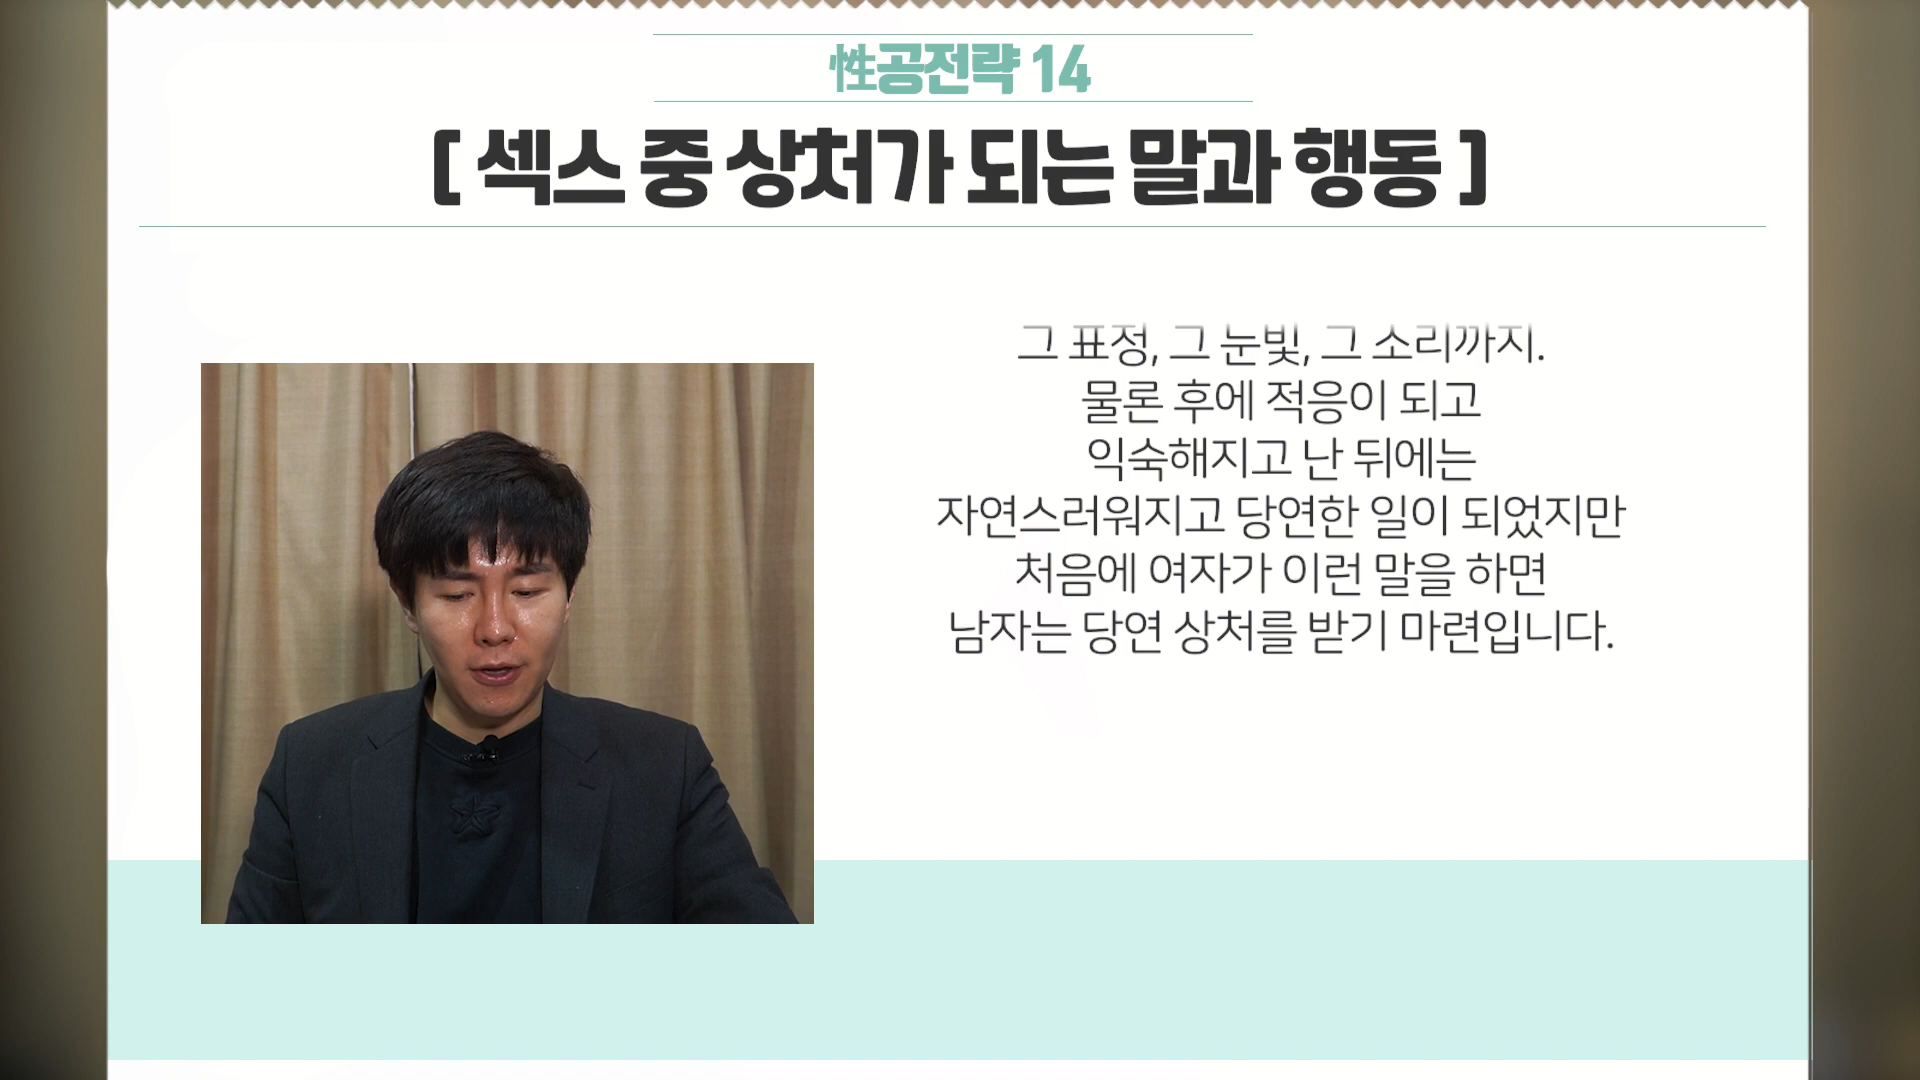 性공전략 14
[ 섹스 중 상처가 되는 말과 행동 ]
그 표정, 그 눈빛, 그 소리까지.
물론 후에 적응이 되고
익숙해지고 난 뒤에는
자연스러워지고 당연한 일이 되었지만
처음에 여자가 이런 말을 하면
남자는 당연 상처를 받기 마련입니다.